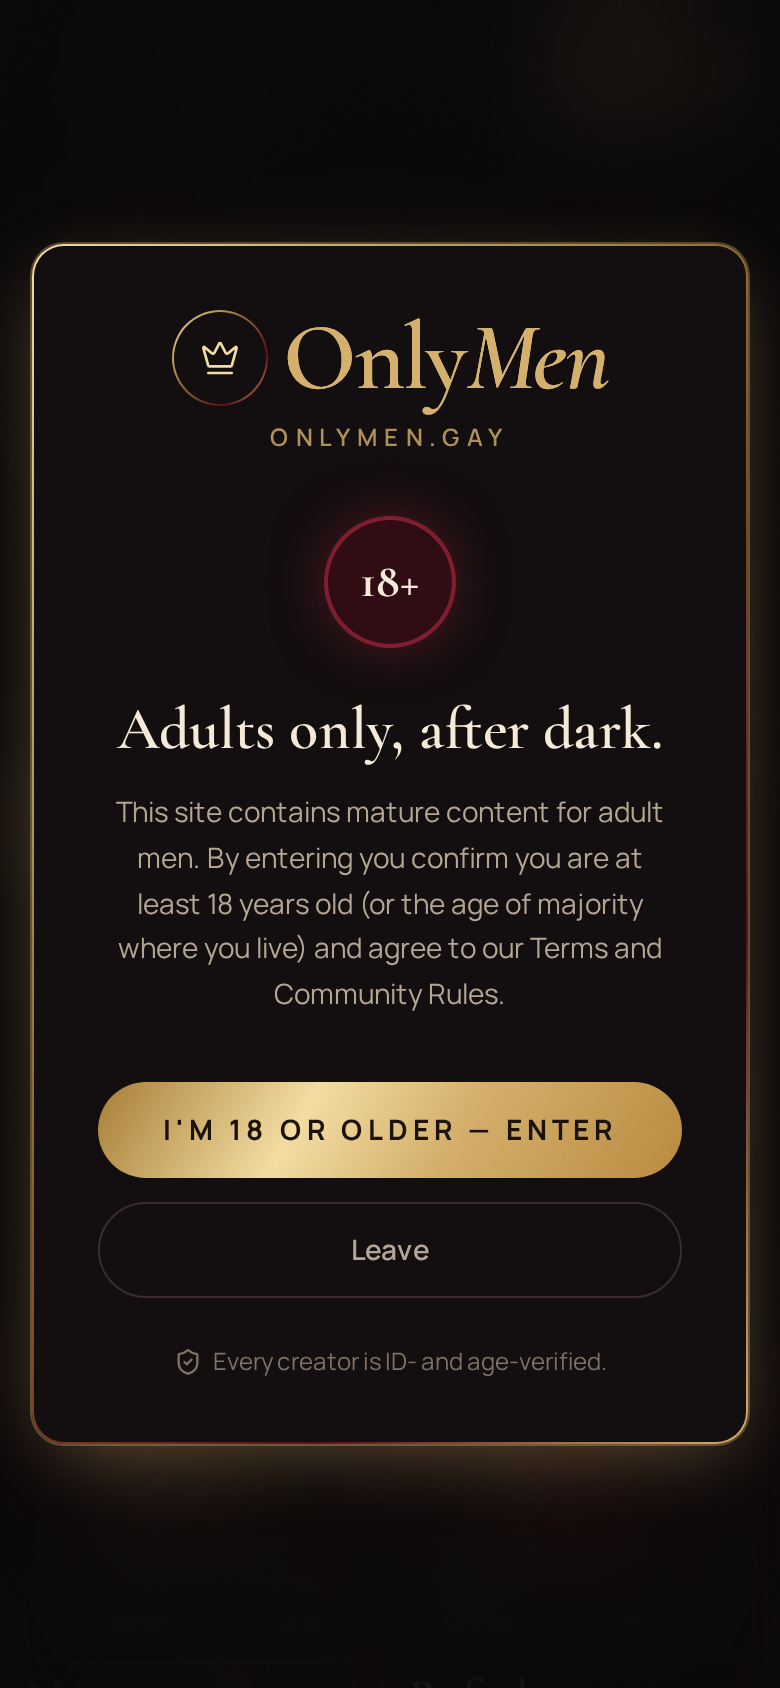 OnlyMen
ONLYMEN.GAY
18+
Adults only, after dark.
This site contains mature content for adult
men. By entering you confirm you are at
least 18 years old (or the age of majority
where you live) and agree to our Terms and
Community Rules.
I'M 18 OR OLDER — ENTER
Leave
Every creator is ID- and age-verified.